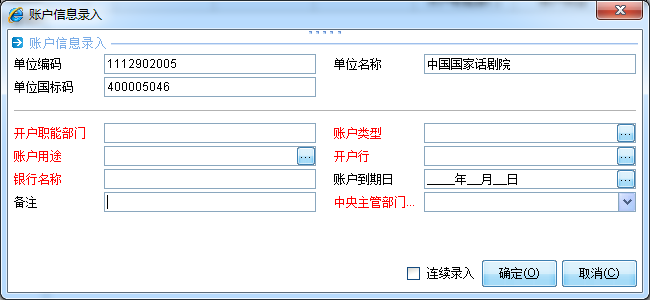 账户信息录入
账户信息录入
单位编码 1112902005 单位名称 中国国家话剧院
单位国标码 400005046
开户职能部门 账户类型 ...
账户用途 ... 开户行 ...
银行名称 账户到期日 ____年__月__日 ...
备注 中央主管部门...
连续录入 确定(O) 取消(C)